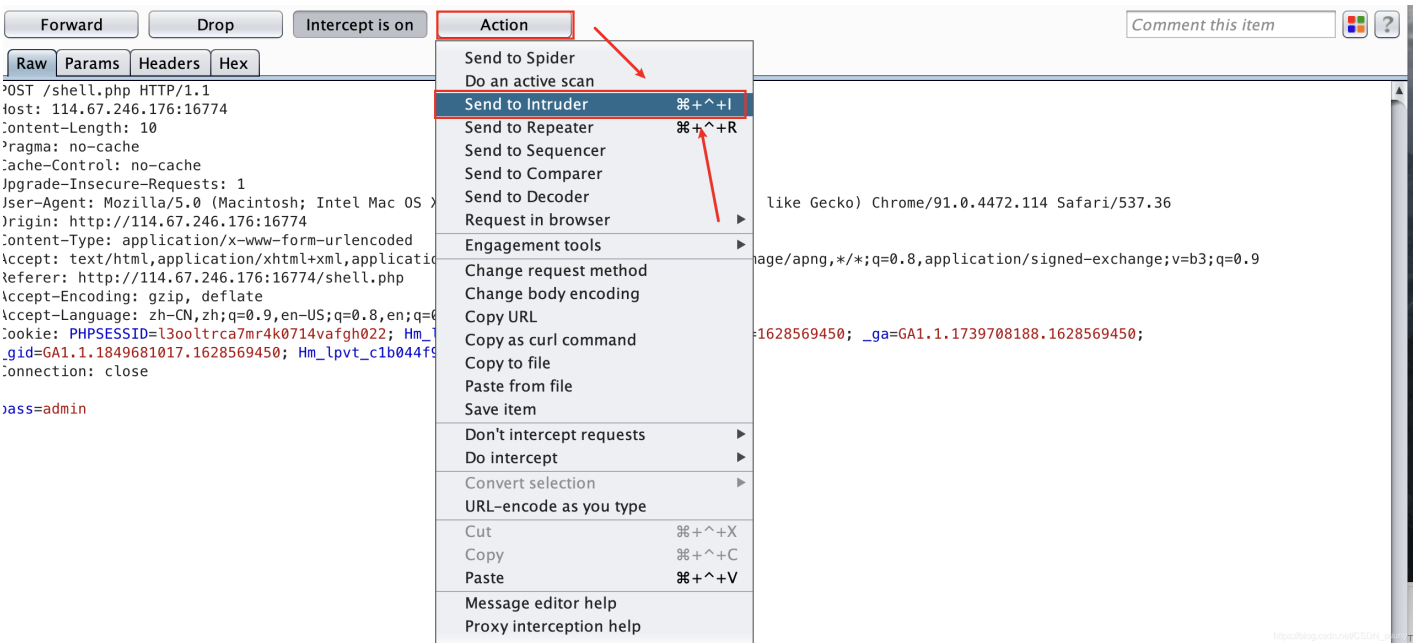 Forward Drop Intercept is on Action Comment this item ?
Raw Params Headers Hex
POST /shell.php HTTP/1.1
Host: 114.67.246.176:16774
Content-Length: 10
Pragma: no-cache
Cache-Control: no-cache
Upgrade-Insecure-Requests: 1
User-Agent: Mozilla/5.0 (Macintosh; Intel Mac OS X like Gecko) Chrome/91.0.4472.114 Safari/537.36
Origin: http://114.67.246.176:16774
Content-Type: application/x-www-form-urlencoded
Accept: text/html,application/xhtml+xml,applicatio mage/apng,*/*;q=0.8,application/signed-exchange;v=b3;q=0.9
Referer: http://114.67.246.176:16774/shell.php
Accept-Encoding: gzip, deflate
Accept-Language: zh-CN,zh;q=0.9,en-US;q=0.8,en;q=0
Cookie: PHPSESSID=l3ooltrca7mr4k0714vafgh022; Hm_l =1628569450; _ga=GA1.1.1739708188.1628569450;
_gid=GA1.1.1849681017.1628569450; Hm_lpvt_c1b044f9
Connection: close
pass=admin
Send to Spider
Do an active scan
Send to Intruder ⌘+^+I
Send to Repeater ⌘+^+R
Send to Sequencer
Send to Comparer
Send to Decoder
Request in browser
Engagement tools
Change request method
Change body encoding
Copy URL
Copy as curl command
Copy to file
Paste from file
Save item
Don't intercept requests
Do intercept
Convert selection
URL-encode as you type
Cut ⌘+^+X
Copy ⌘+^+C
Paste ⌘+^+V
Message editor help
Proxy interception help